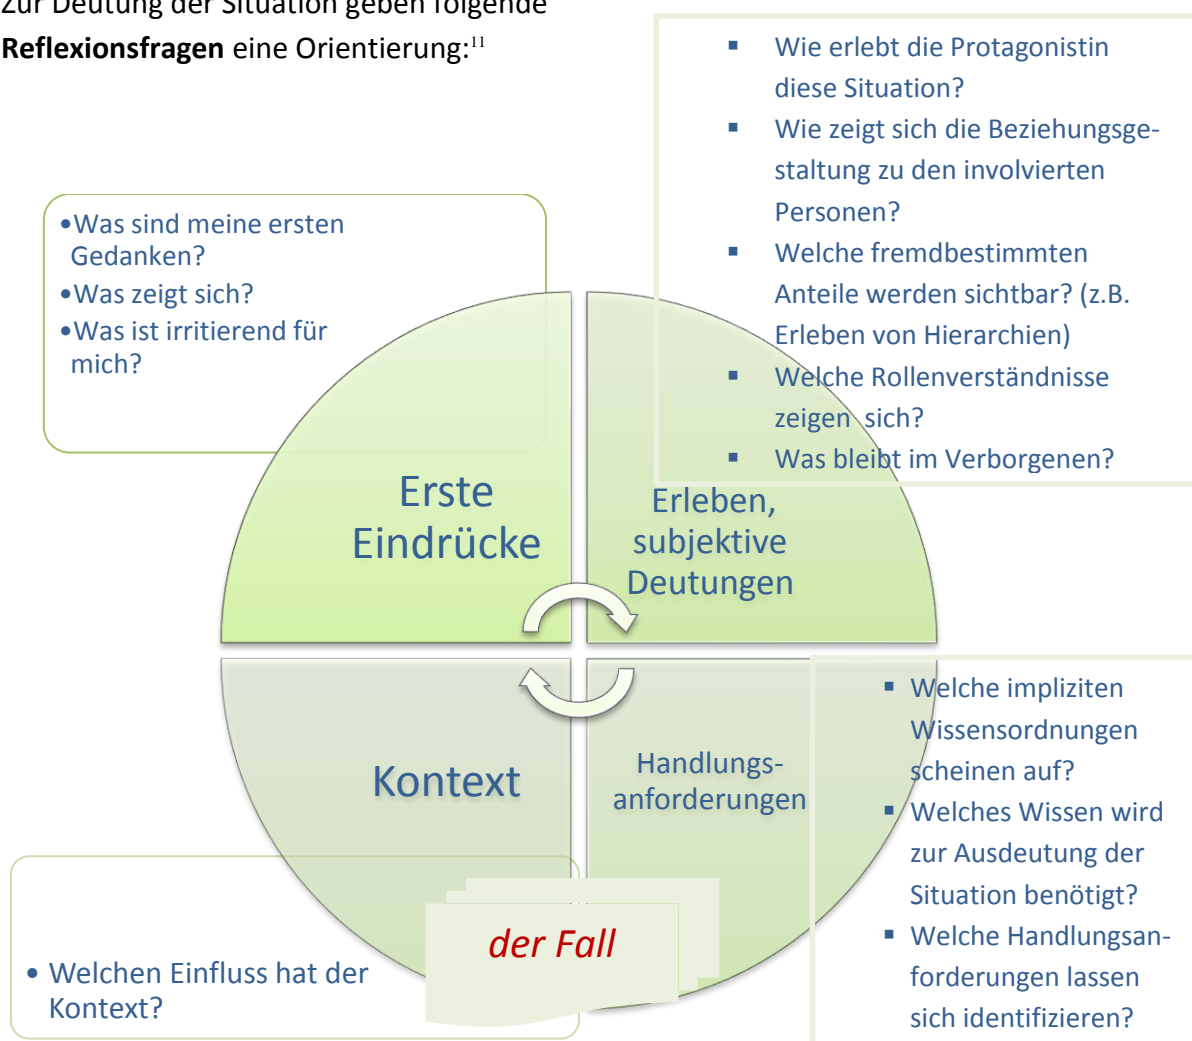 Zur Deutung der Situation geben folgende
Reflexionsfragen eine Orientierung:11
▪ Wie erlebt die Protagonistin
diese Situation?
▪ Wie zeigt sich die Beziehungsge-
staltung zu den involvierten
Personen?
▪ Welche fremdbestimmten
Anteile werden sichtbar? (z.B.
Erleben von Hierarchien)
▪ Welche Rollenverständnisse
zeigen sich?
▪ Was bleibt im Verborgenen?
•Was sind meine ersten
Gedanken?
•Was zeigt sich?
•Was ist irritierend für
mich?
Erste
Eindrücke
Erleben,
subjektive
Deutungen
Kontext
Handlungs-
anforderungen
▪ Welche impliziten
Wissensordnungen
scheinen auf?
▪ Welches Wissen wird
zur Ausdeutung der
Situation benötigt?
▪ Welche Handlungsan-
forderungen lassen
sich identifizieren?
der Fall
• Welchen Einfluss hat der
Kontext?